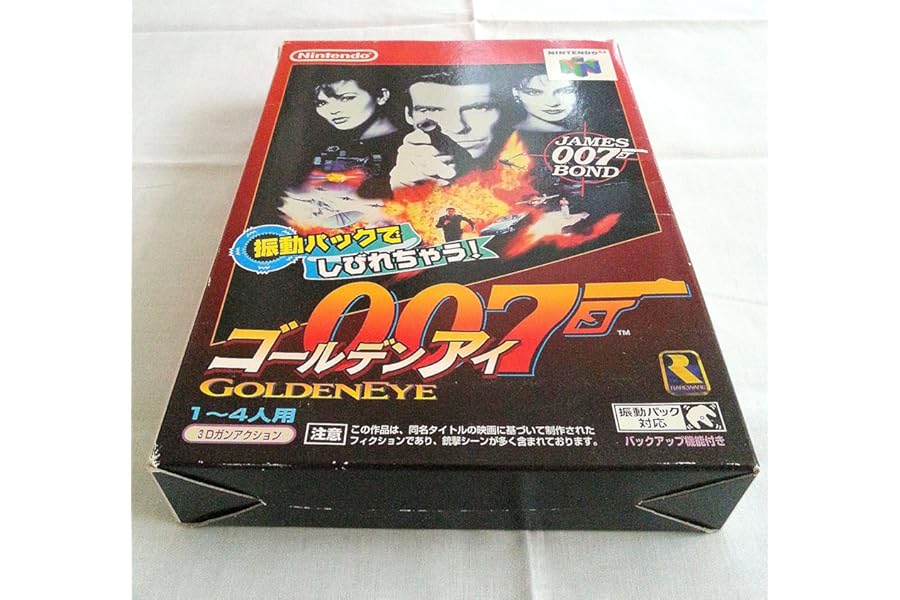 Nintendo
NINTENDO 64
JAMES
007
BOND
振動パックで
しびれちゃう!
007
TM
ゴールデンアイ
GOLDENEYE
RAREWARE
1〜4人用
3Dガンアクション
注意
この作品は、同名タイトルの映画に基づいて制作された
フィクションであり、銃撃シーンが多く含まれております。
振動パック
対応
バックアップ機能付き